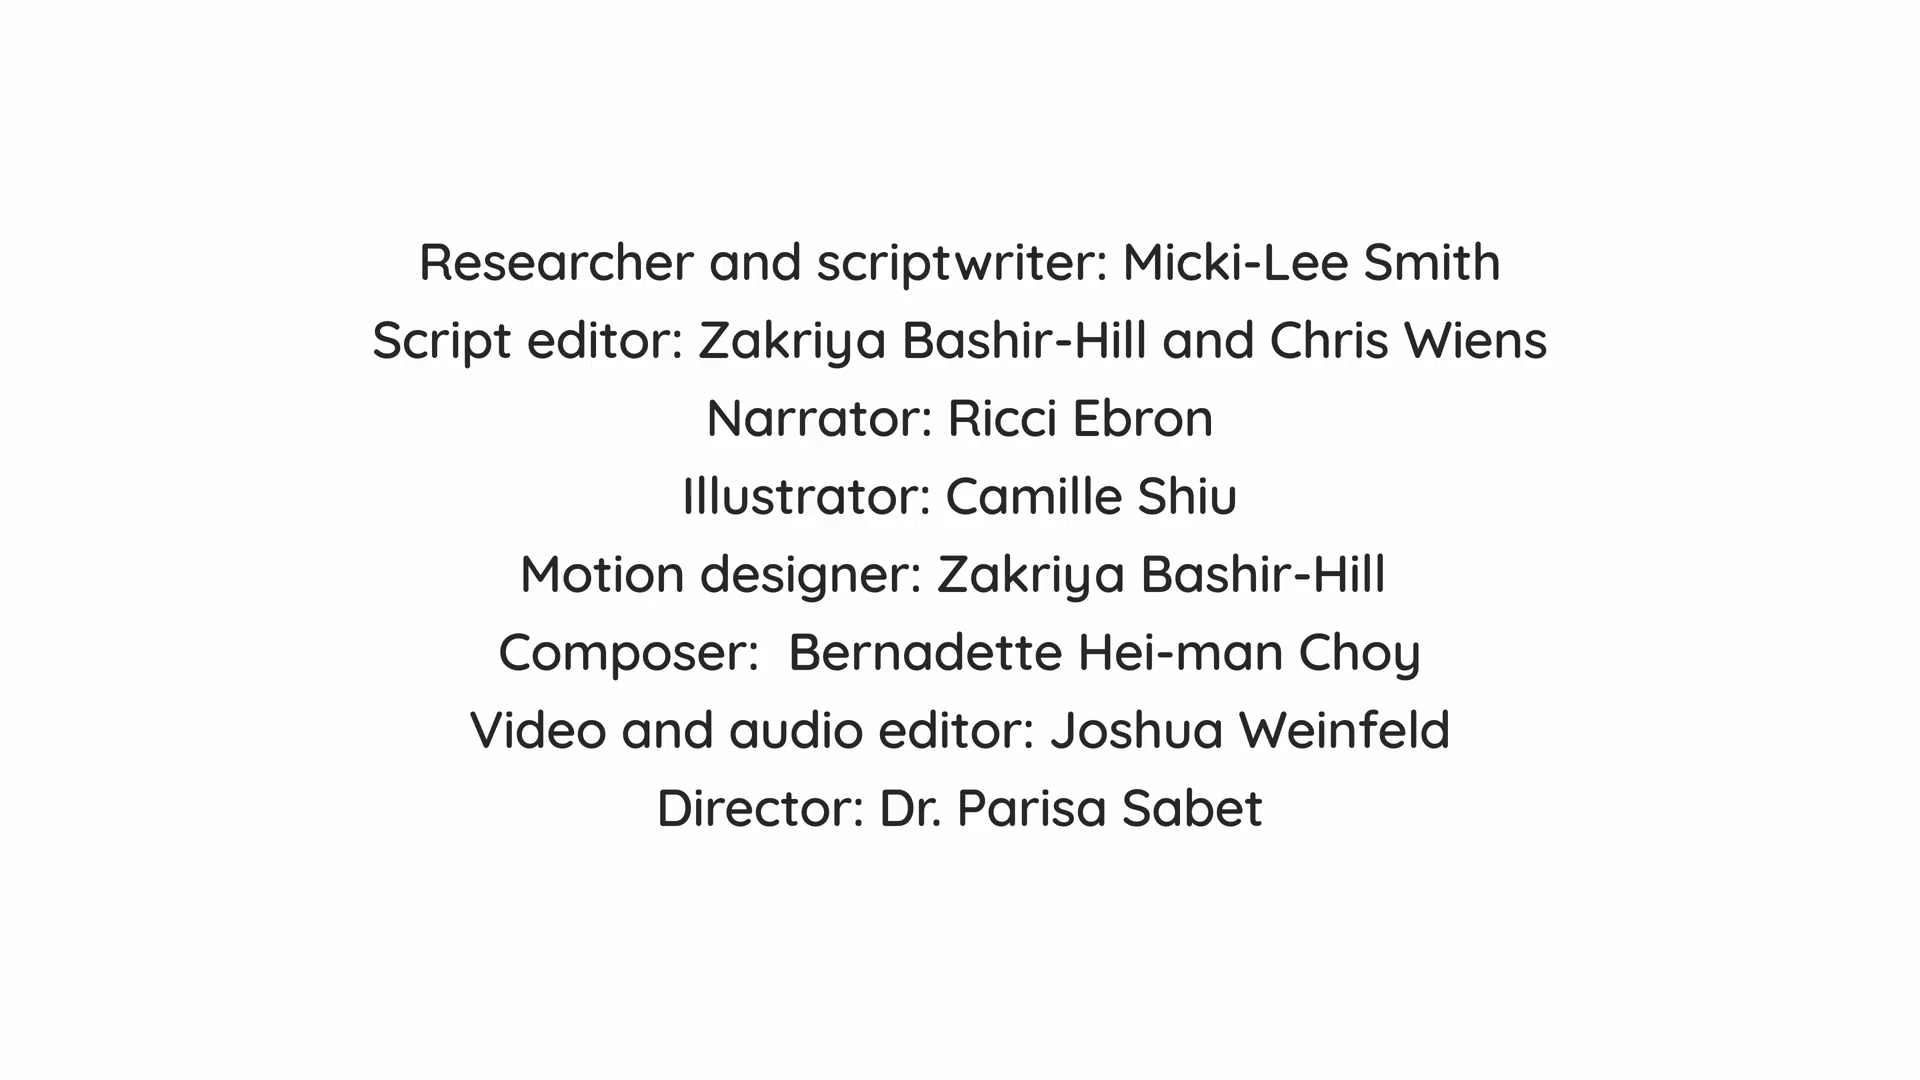 Researcher and scriptwriter: Micki-Lee Smith
Script editor: Zakriya Bashir-Hill and Chris Wiens
Narrator: Ricci Ebron
Illustrator: Camille Shiu
Motion designer: Zakriya Bashir-Hill
Composer:  Bernadette Hei-man Choy
Video and audio editor: Joshua Weinfeld
Director: Dr. Parisa Sabet